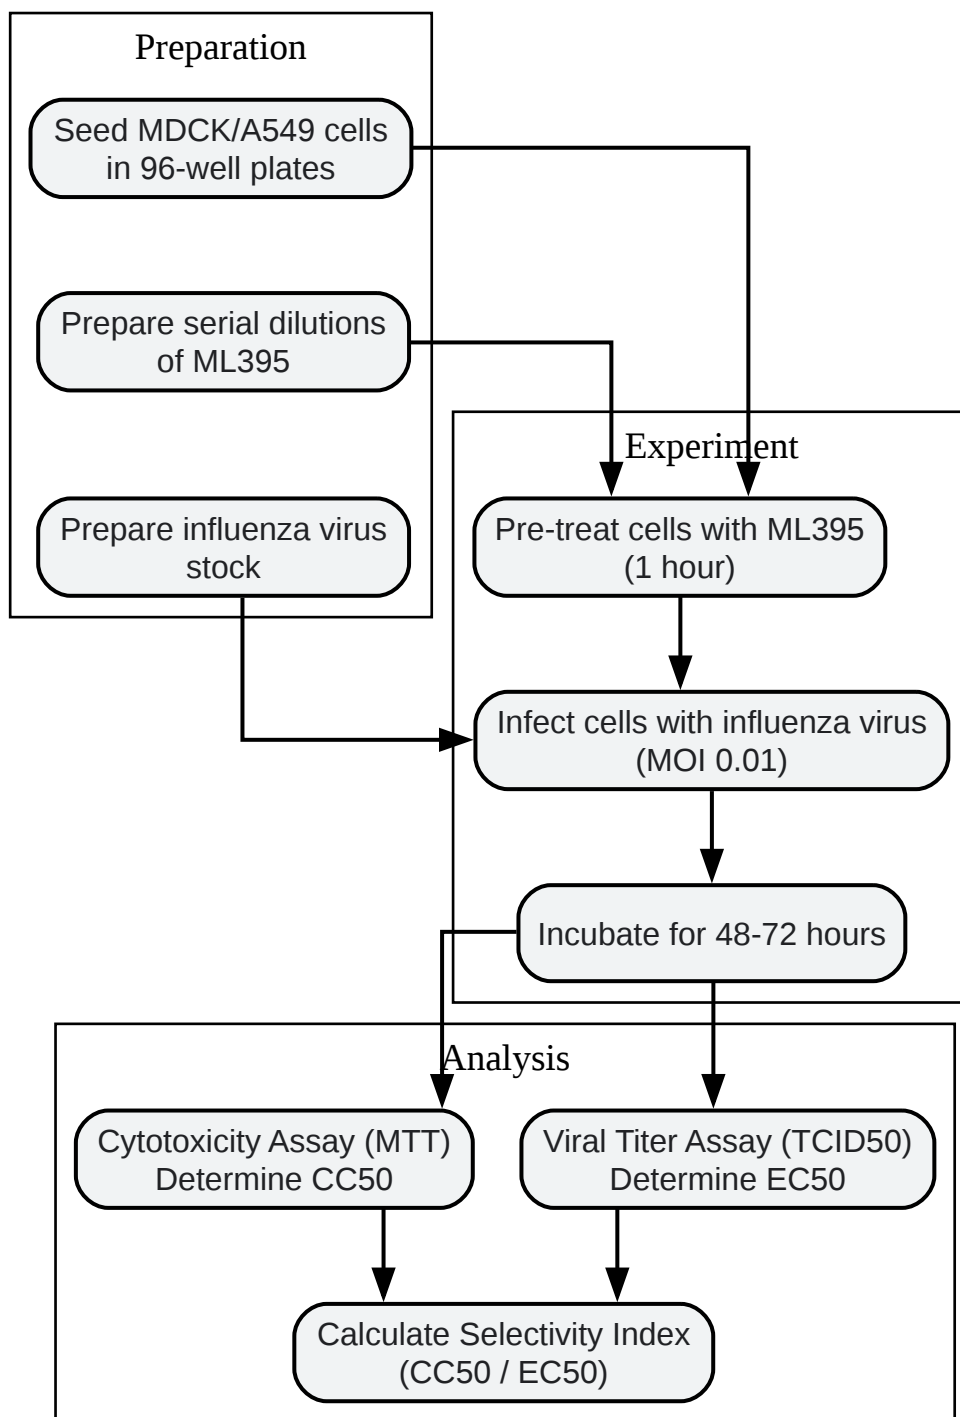 Preparation
Seed MDCK/A549 cells
in 96-well plates
Prepare serial dilutions
of ML395
Prepare influenza virus
stock
Experiment
Pre-treat cells with ML395
(1 hour)
Infect cells with influenza virus
(MOI 0.01)
Incubate for 48-72 hours
Analysis
Cytotoxicity Assay (MTT)
Determine CC50
Viral Titer Assay (TCID50)
Determine EC50
Calculate Selectivity Index
(CC50 / EC50)